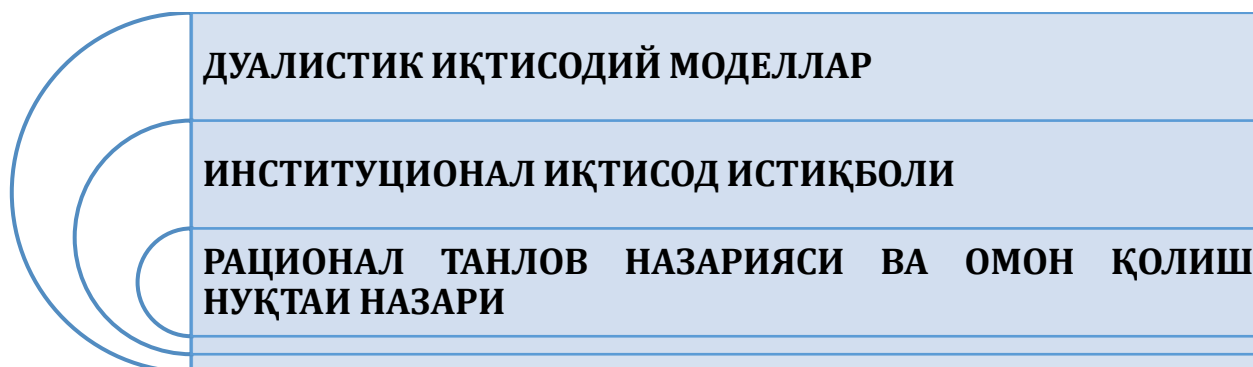 ДУАЛИСТИК ИҚТИСОДИЙ МОДЕЛЛАР
ИНСТИТУЦИОНАЛ ИҚТИСОД ИСТИҚБОЛИ
РАЦИОНАЛ ТАНЛОВ НАЗАРИЯСИ ВА ОМОН ҚОЛИШ
НУҚТАИ НАЗАРИ